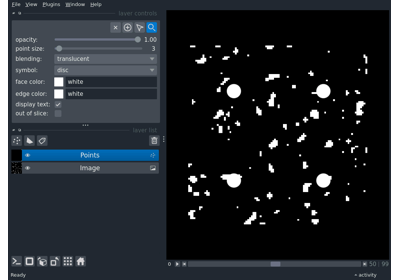 File View Plugins Window Help
layer controls
opacity: 1.00
point size: 3
blending: translucent
symbol: disc
face color: white
edge color: white
display text:
out of slice:
layer list
Points
Image
50 99
Ready
activity